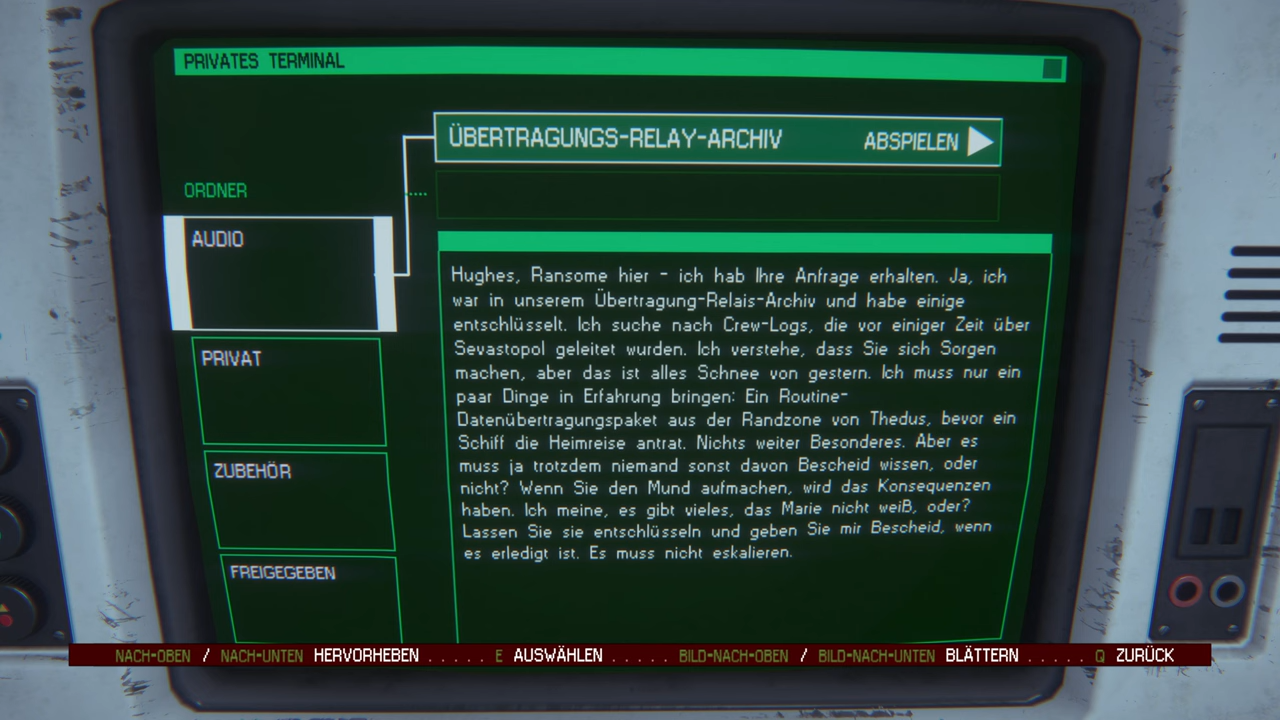 PRIVATES TERMINAL
ÜBERTRAGUNGS-RELAY-ARCHIV ABSPIELEN
ORDNER
AUDIO
PRIVAT
ZUBEHÖR
FREIGEGEBEN
Hughes, Ransome hier - ich hab Ihre Anfrage erhalten. Ja, ich
war in unserem Übertragung-Relais-Archiv und habe einige
entschlüsselt. Ich suche nach Crew-Logs, die vor einiger Zeit über
Sevastopol geleitet wurden. Ich verstehe, dass Sie sich Sorgen
machen, aber das ist alles Schnee von gestern. Ich muss nur ein
paar Dinge in Erfahrung bringen: Ein Routine-
Datenübertragungspaket aus der Randzone von Thedus, bevor ein
Schiff die Heimreise antrat. Nichts weiter Besonderes. Aber es
muss ja trotzdem niemand sonst davon Bescheid wissen, oder
nicht? Wenn Sie den Mund aufmachen, wird das Konsequenzen
haben. Ich meine, es gibt vieles, das Marie nicht weiß, oder?
Lassen Sie sie entschlüsseln und geben Sie mir Bescheid, wenn
es erledigt ist. Es muss nicht eskalieren.
NACH-OBEN / NACH-UNTEN HERVORHEBEN ..... E AUSWÄHLEN ..... BILD-NACH-OBEN / BILD-NACH-UNTEN BLÄTTERN ..... Q ZURÜCK